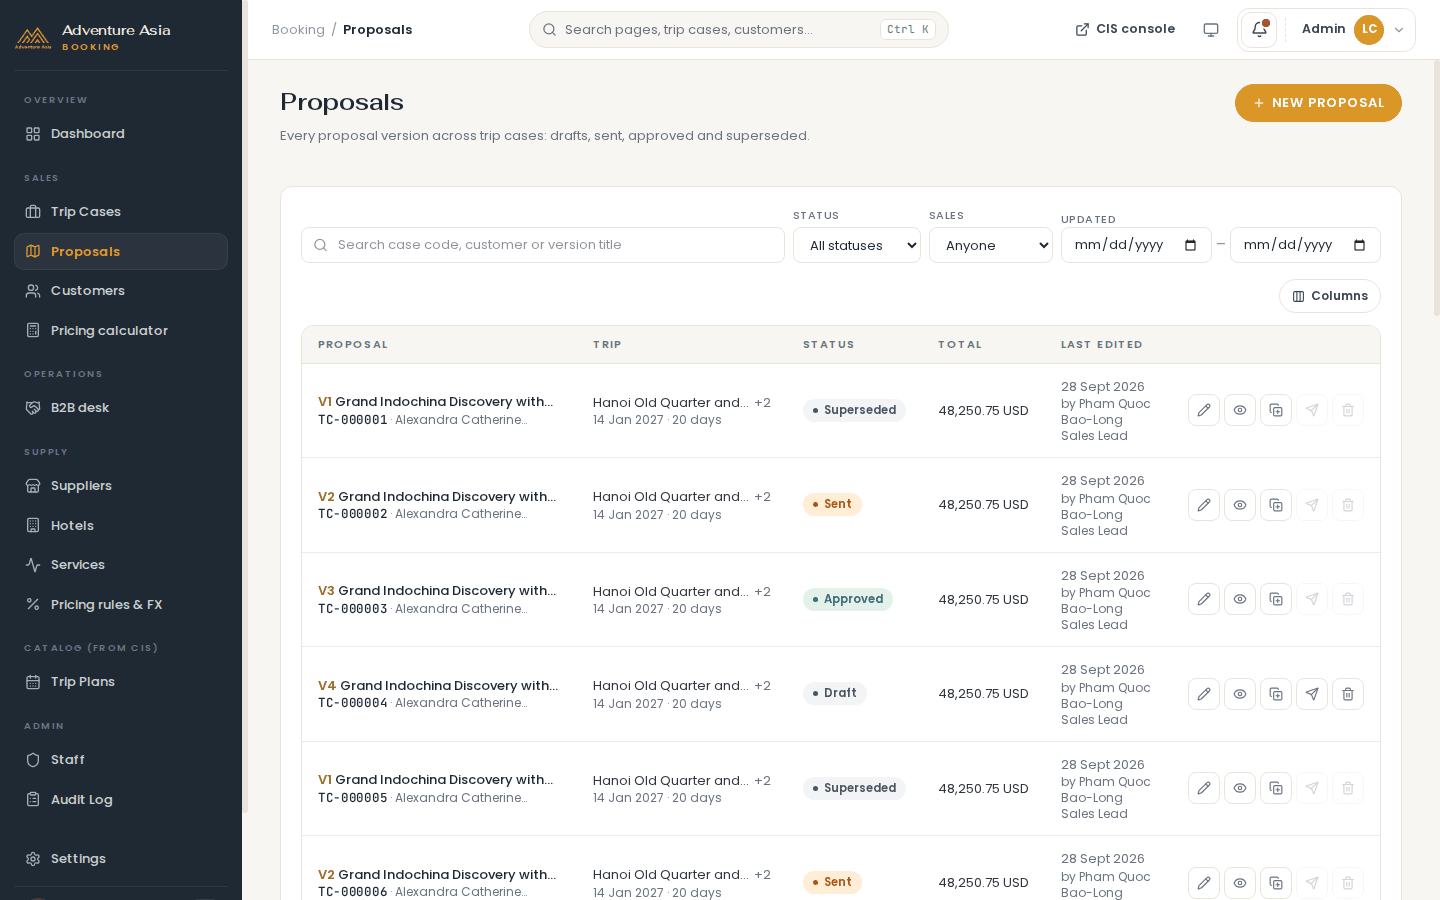 Adventure Asia
BOOKING
Adventure Asia
OVERVIEW
Dashboard
SALES
Trip Cases
Proposals
Customers
Pricing calculator
OPERATIONS
B2B desk
SUPPLY
Suppliers
Hotels
Services
Pricing rules & FX
CATALOG (FROM CIS)
Trip Plans
ADMIN
Staff
Audit Log
Settings
Booking / Proposals
Search pages, trip cases, customers... Ctrl K
CIS console
Admin LC
Proposals
NEW PROPOSAL
Every proposal version across trip cases: drafts, sent, approved and superseded.
STATUS SALES UPDATED
Search case code, customer or version title All statuses Anyone mm/dd/yyyy – mm/dd/yyyy
Columns
PROPOSAL TRIP STATUS TOTAL LAST EDITED
V1 Grand Indochina Discovery with...
TC-000001 · Alexandra Catherine...
Hanoi Old Quarter and... +2
14 Jan 2027 · 20 days
Superseded
48,250.75 USD
28 Sept 2026
by Pham Quoc
Bao-Long
Sales Lead
V2 Grand Indochina Discovery with...
TC-000002 · Alexandra Catherine...
Hanoi Old Quarter and... +2
14 Jan 2027 · 20 days
Sent
48,250.75 USD
28 Sept 2026
by Pham Quoc
Bao-Long
Sales Lead
V3 Grand Indochina Discovery with...
TC-000003 · Alexandra Catherine...
Hanoi Old Quarter and... +2
14 Jan 2027 · 20 days
Approved
48,250.75 USD
28 Sept 2026
by Pham Quoc
Bao-Long
Sales Lead
V4 Grand Indochina Discovery with...
TC-000004 · Alexandra Catherine...
Hanoi Old Quarter and... +2
14 Jan 2027 · 20 days
Draft
48,250.75 USD
28 Sept 2026
by Pham Quoc
Bao-Long
Sales Lead
V1 Grand Indochina Discovery with...
TC-000005 · Alexandra Catherine...
Hanoi Old Quarter and... +2
14 Jan 2027 · 20 days
Superseded
48,250.75 USD
28 Sept 2026
by Pham Quoc
Bao-Long
Sales Lead
V2 Grand Indochina Discovery with...
TC-000006 · Alexandra Catherine...
Hanoi Old Quarter and... +2
14 Jan 2027 · 20 days
Sent
48,250.75 USD
28 Sept 2026
by Pham Quoc
Bao-Long